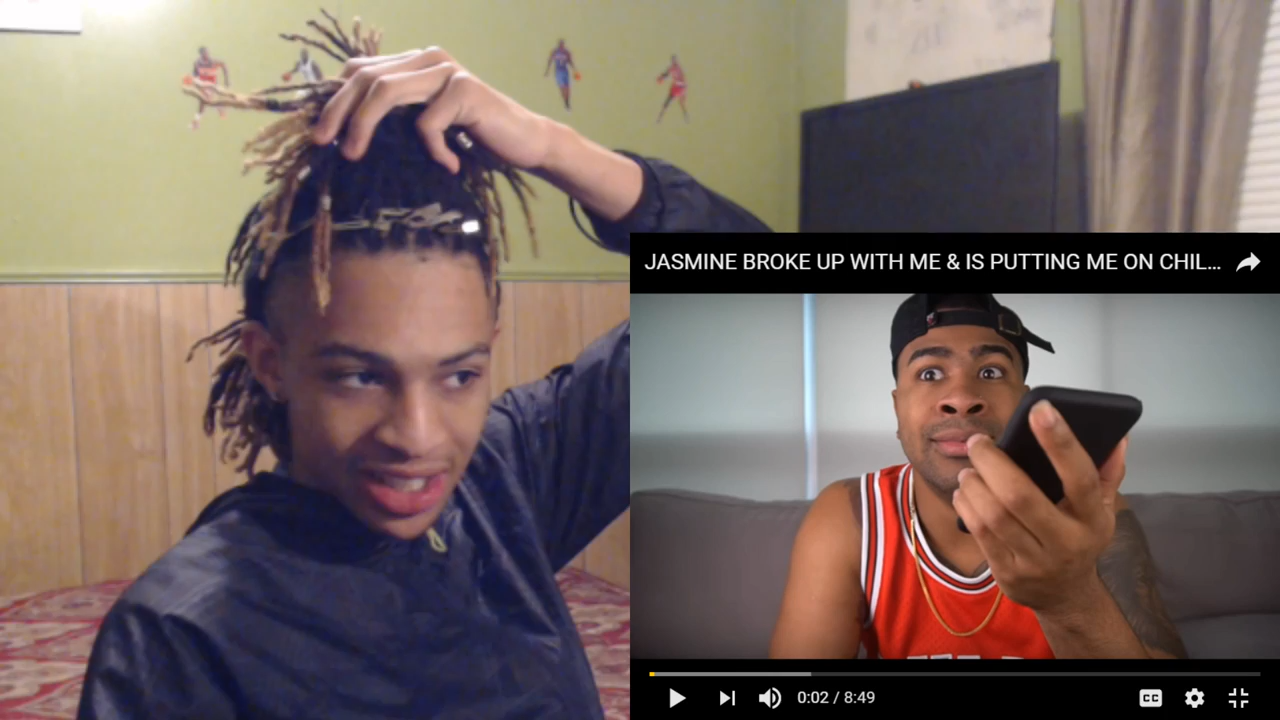 JASMINE BROKE UP WITH ME & IS PUTTING ME ON CHIL...
0:02 / 8:49
CC